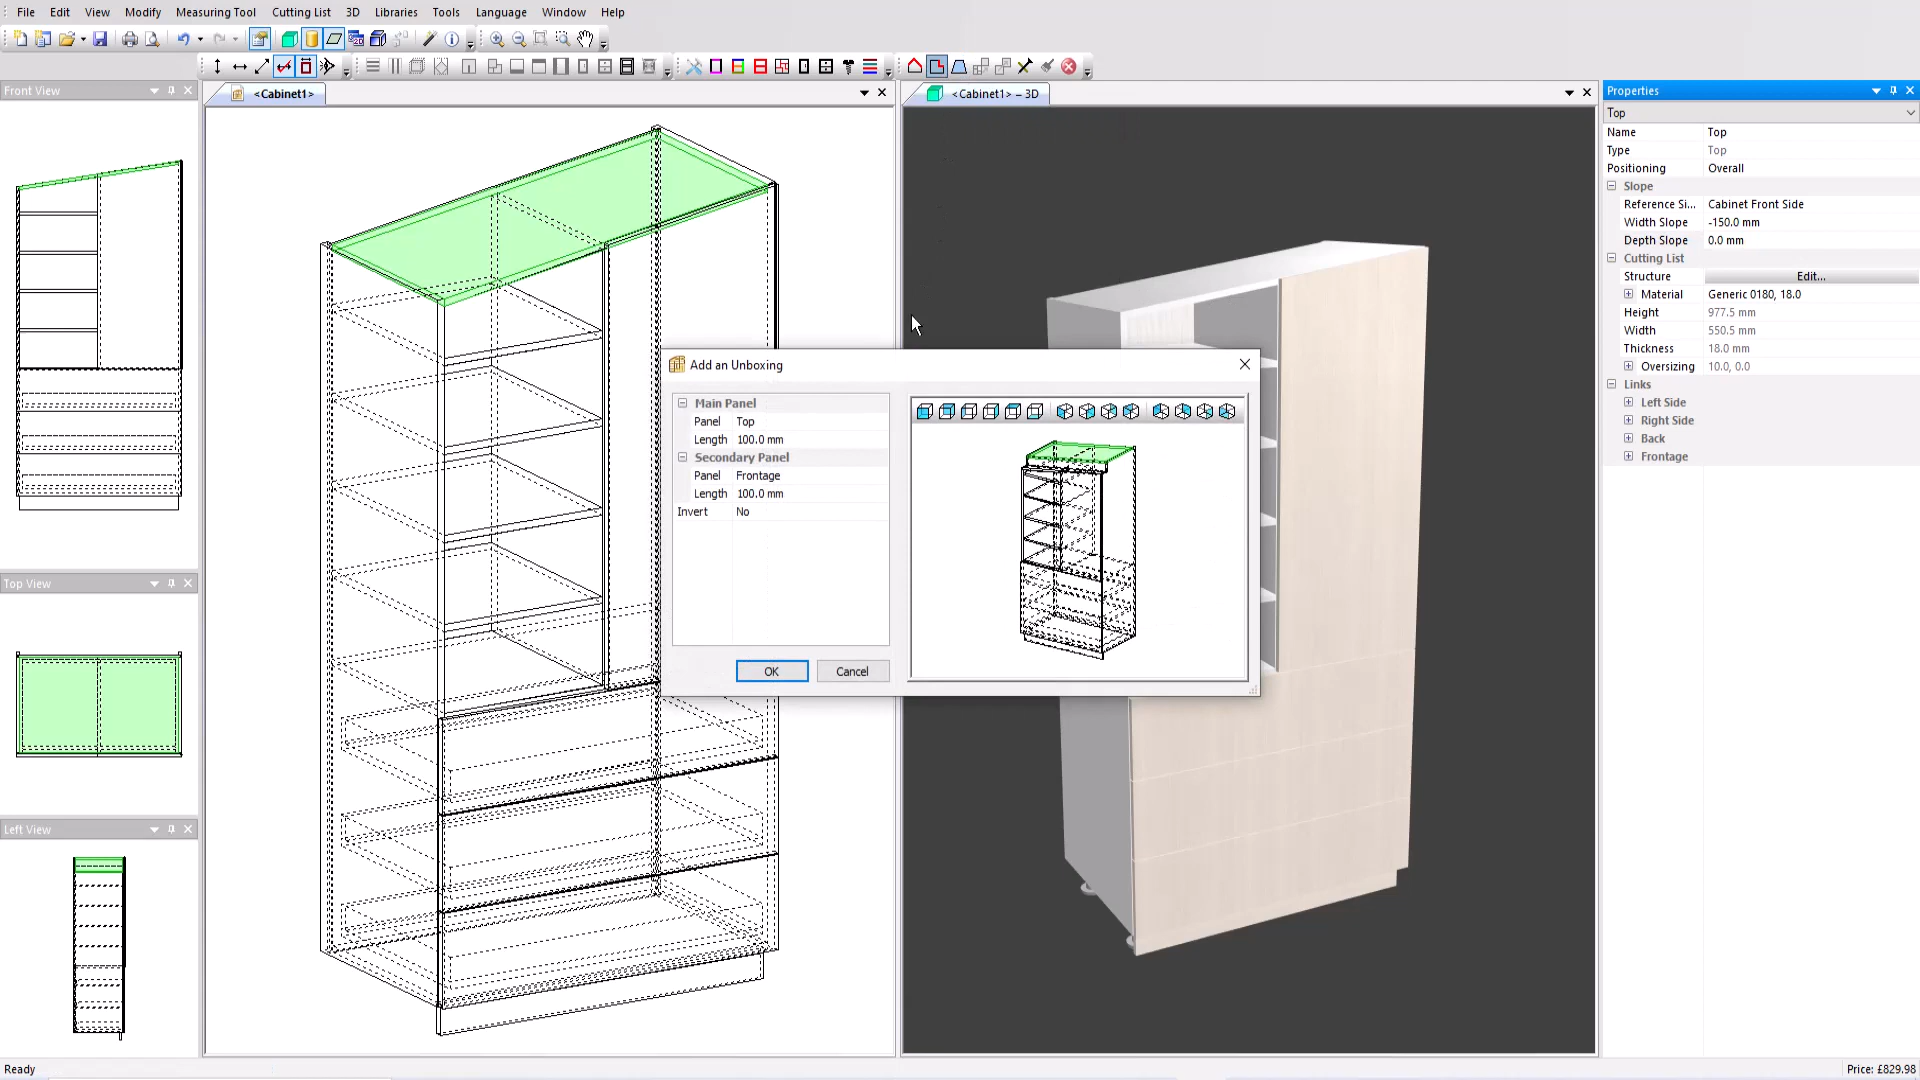 File Edit View Modify Measuring Tool Cutting List 3D Libraries Tools Language Window Help
Front View
<Cabinet1>
<Cabinet1> – 3D
Properties
Top
Name Top
Type Top
Positioning Overall
Slope
Reference Si... Cabinet Front Side
Width Slope -150.0 mm
Depth Slope 0.0 mm
Cutting List
Structure Edit...
Material Generic 0180, 18.0
Height 977.5 mm
Width 550.5 mm
Thickness 18.0 mm
Oversizing 10.0, 0.0
Links
Left Side
Right Side
Back
Frontage
Add an Unboxing
Main Panel
Panel Top
Length 100.0 mm
Secondary Panel
Panel Frontage
Length 100.0 mm
Invert No
OK Cancel
Top View
Left View
Ready
Price: £829.98